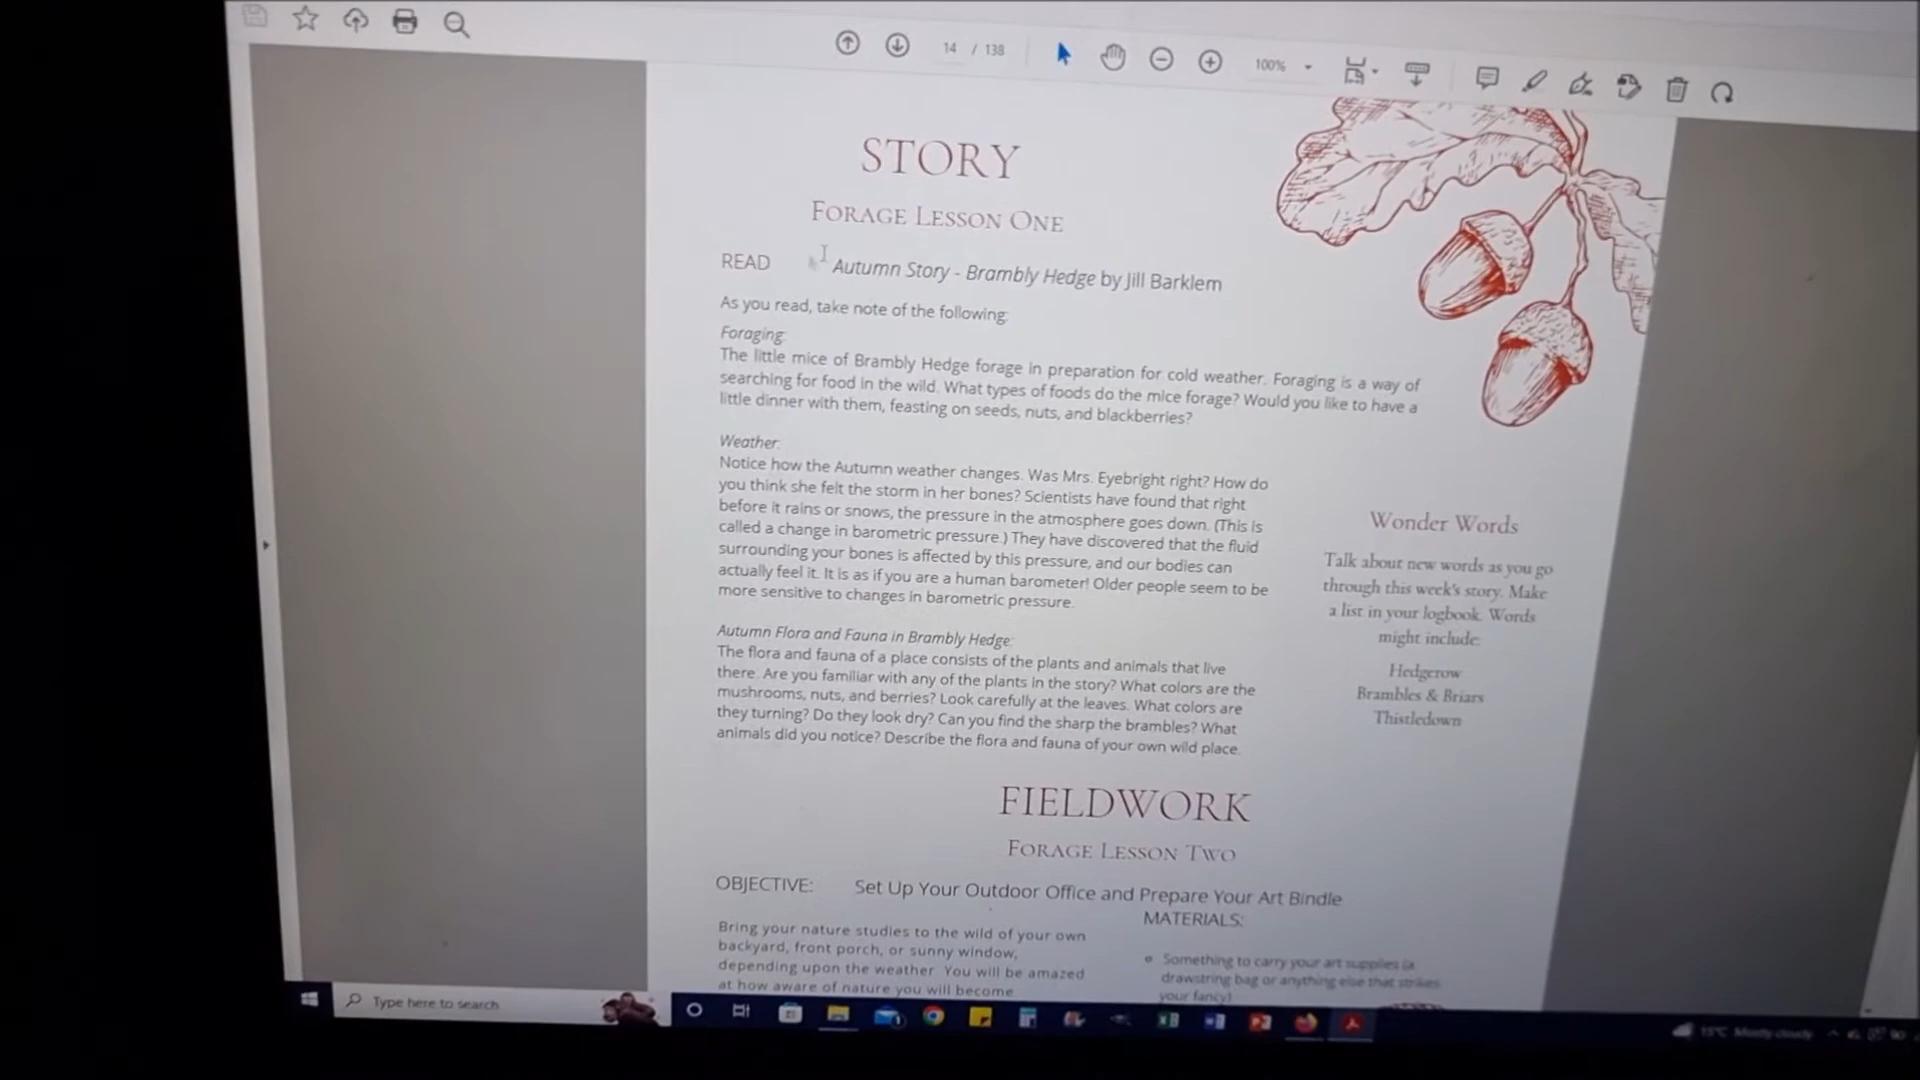 14 / 138
100%
STORY
FORAGE LESSON ONE
READ Autumn Story - Brambly Hedge by Jill Barklem
As you read, take note of the following:
Foraging:
The little mice of Brambly Hedge forage in preparation for cold weather. Foraging is a way of
searching for food in the wild. What types of foods do the mice forage? Would you like to have a
little dinner with them, feasting on seeds, nuts, and blackberries?
Weather:
Notice how the Autumn weather changes. Was Mrs. Eyebright right? How do
you think she felt the storm in her bones? Scientists have found that right
before it rains or snows, the pressure in the atmosphere goes down. (This is
called a change in barometric pressure.) They have discovered that the fluid
surrounding your bones is affected by this pressure, and our bodies can
actually feel it. It is as if you are a human barometer! Older people seem to be
more sensitive to changes in barometric pressure.
Autumn Flora and Fauna in Brambly Hedge:
The flora and fauna of a place consists of the plants and animals that live
there. Are you familiar with any of the plants in the story? What colors are the
mushrooms, nuts, and berries? Look carefully at the leaves. What colors are
they turning? Do they look dry? Can you find the sharp the brambles? What
animals did you notice? Describe the flora and fauna of your own wild place.
Wonder Words
Talk about new words as you go
through this week's story. Make
a list in your logbook. Words
might include:
Hedgerow
Brambles & Briars
Thistledown
FIELDWORK
FORAGE LESSON TWO
OBJECTIVE: Set Up Your Outdoor Office and Prepare Your Art Bindle
Bring your nature studies to the wild of your own
backyard, front porch, or sunny window,
depending upon the weather. You will be amazed
at how aware of nature you will become
MATERIALS:
Something to carry your art supplies (a
drawstring bag or anything else that strikes
your fancy)
Type here to search
15°C Mostly cloudy